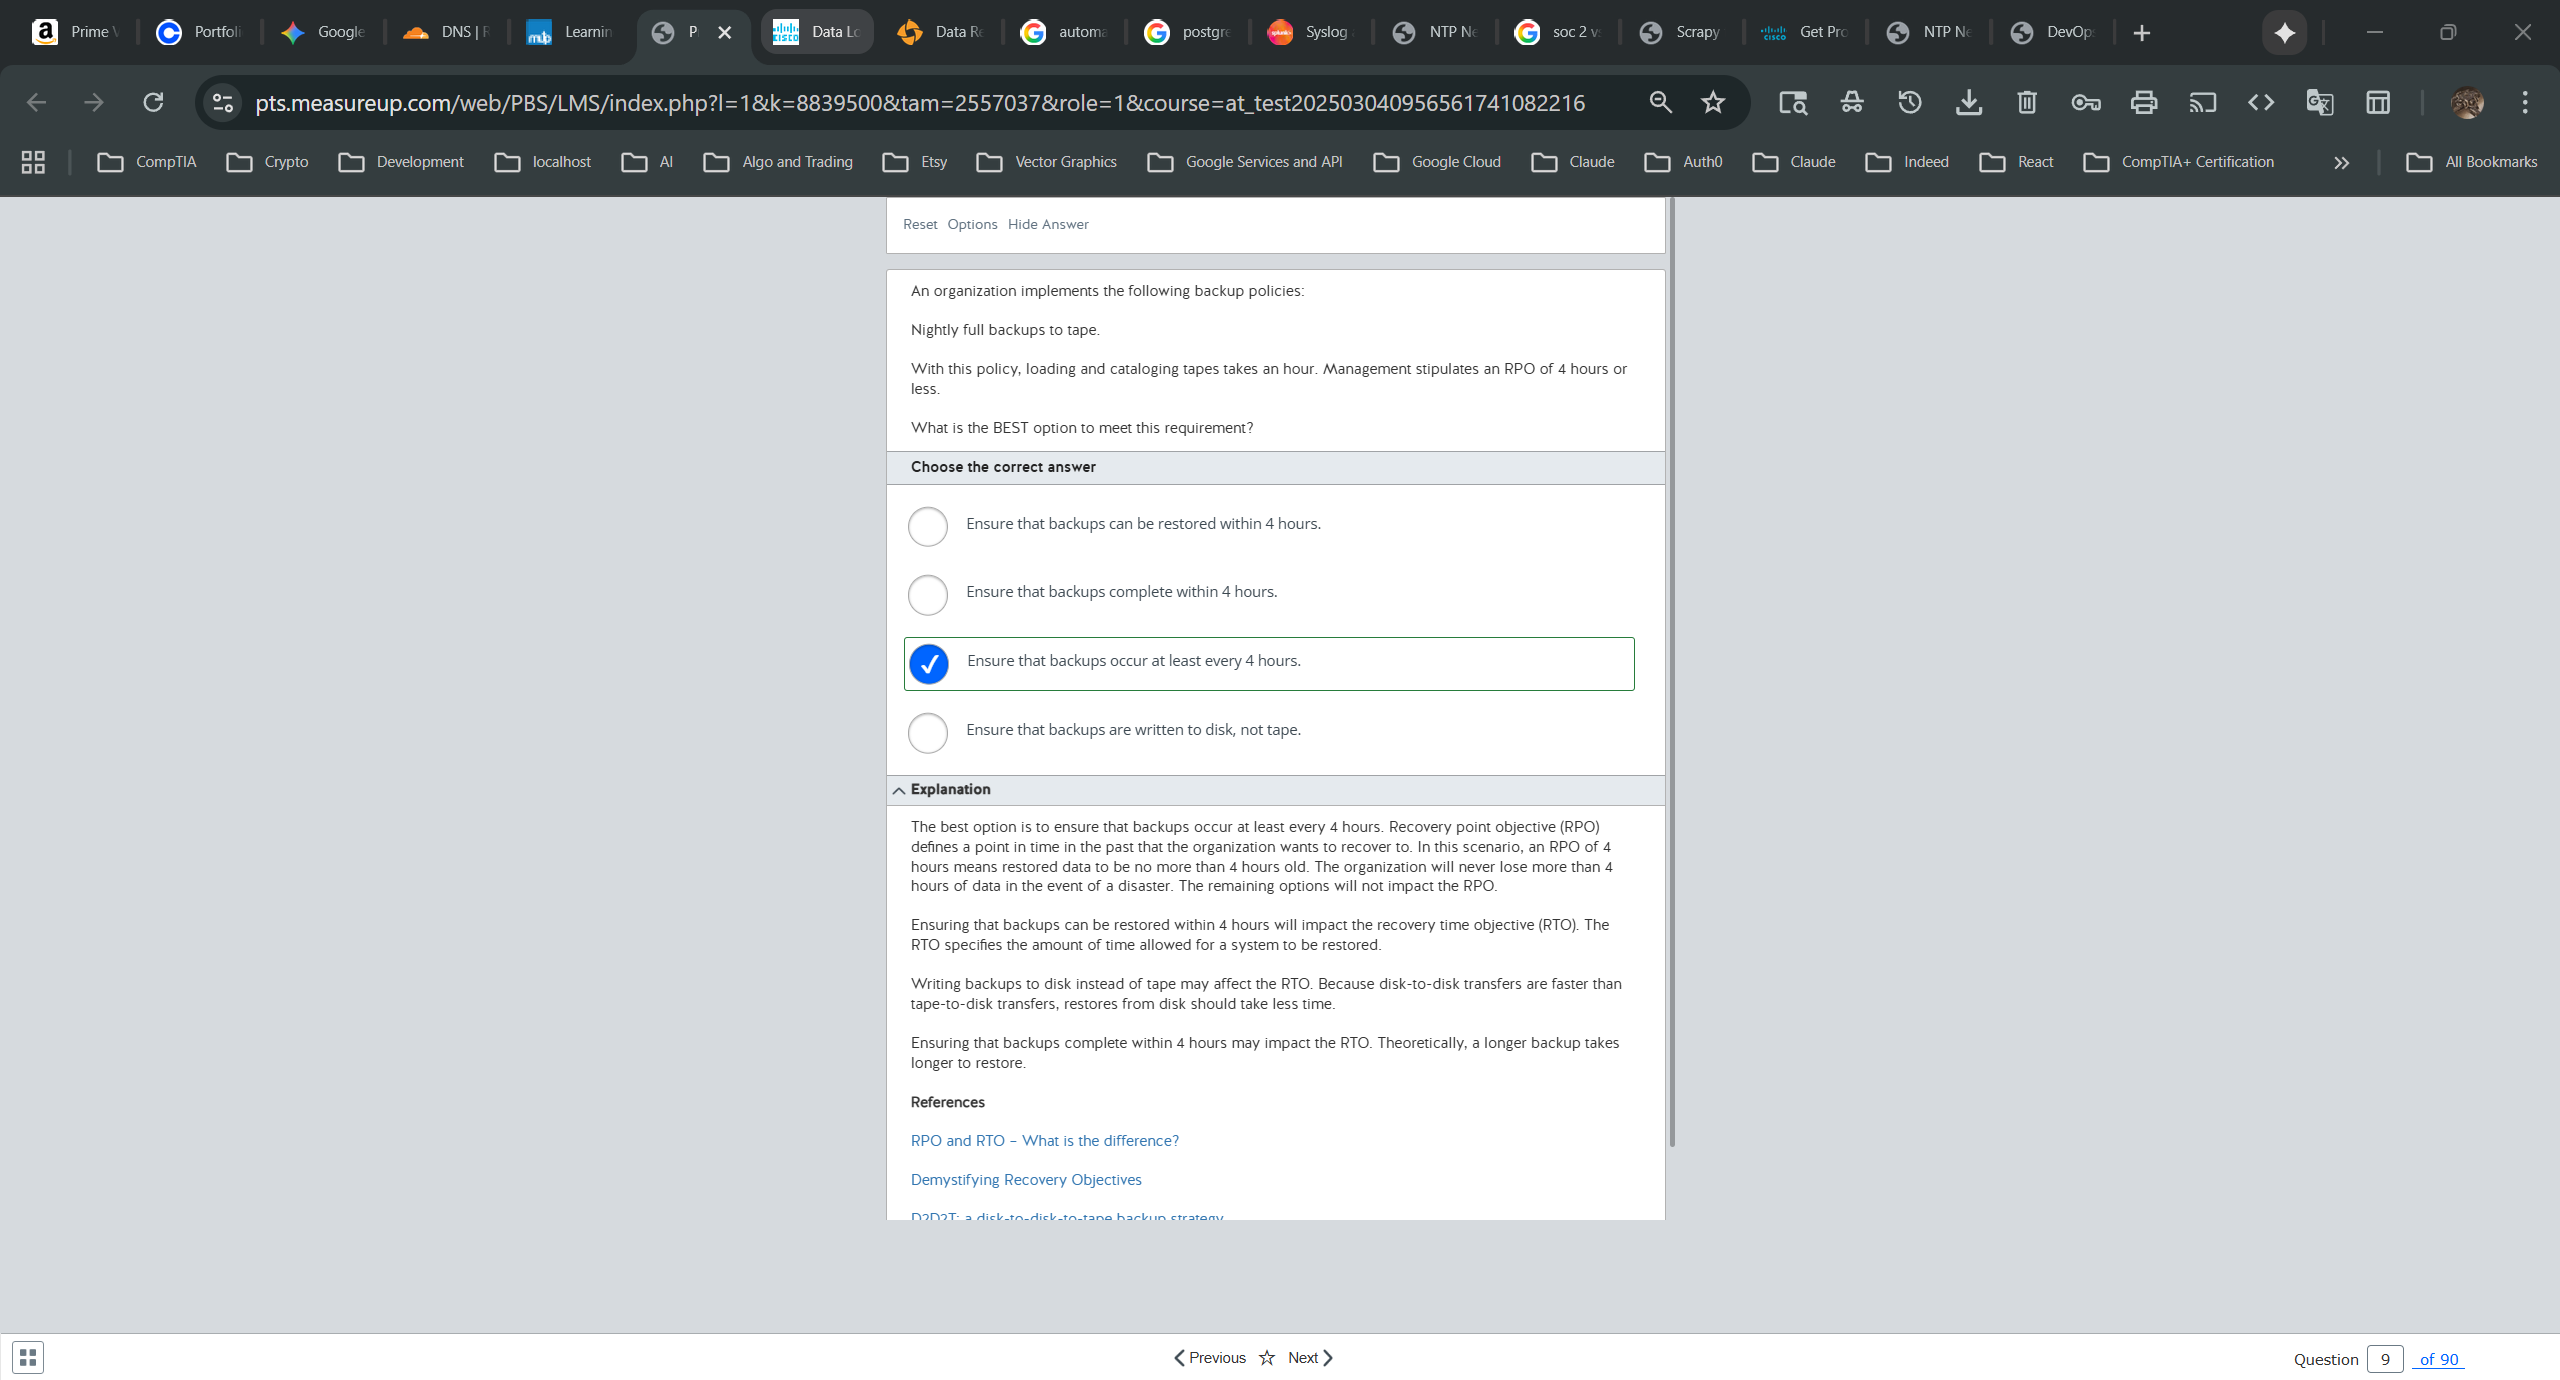 Prime V
Portfoli
Google
DNS | R
Learnin
P
Data Lo
Data Re
automa
postgre
Syslog
NTP Ne
soc 2 vs
Scrapy
Get Pro
NTP Ne
DevOp
pts.measureup.com/web/PBS/LMS/index.php?l=1&k=8839500&tam=2557037&role=1&course=at_test20250304095656174108​2216
CompTIA
Crypto
Development
localhost
AI
Algo and Trading
Etsy
Vector Graphics
Google Services and API
Google Cloud
Claude
Auth0
Claude
Indeed
React
CompTIA+ Certification
All Bookmarks
Reset Options Hide Answer
An organization implements the following backup policies:
Nightly full backups to tape.
With this policy, loading and cataloging tapes takes an hour. Management stipulates an RPO of 4 hours or
less.
What is the BEST option to meet this requirement?
Choose the correct answer
Ensure that backups can be restored within 4 hours.
Ensure that backups complete within 4 hours.
Ensure that backups occur at least every 4 hours.
Ensure that backups are written to disk, not tape.
Explanation
The best option is to ensure that backups occur at least every 4 hours. Recovery point objective (RPO)
defines a point in time in the past that the organization wants to recover to. In this scenario, an RPO of 4
hours means restored data to be no more than 4 hours old. The organization will never lose more than 4
hours of data in the event of a disaster. The remaining options will not impact the RPO.
Ensuring that backups can be restored within 4 hours will impact the recovery time objective (RTO). The
RTO specifies the amount of time allowed for a system to be restored.
Writing backups to disk instead of tape may affect the RTO. Because disk-to-disk transfers are faster than
tape-to-disk transfers, restores from disk should take less time.
Ensuring that backups complete within 4 hours may impact the RTO. Theoretically, a longer backup takes
longer to restore.
References
RPO and RTO – What is the difference?
Demystifying Recovery Objectives
D2D2T: a disk-to-disk-to-tape backup strategy
Previous
Next
Question 9 of 90